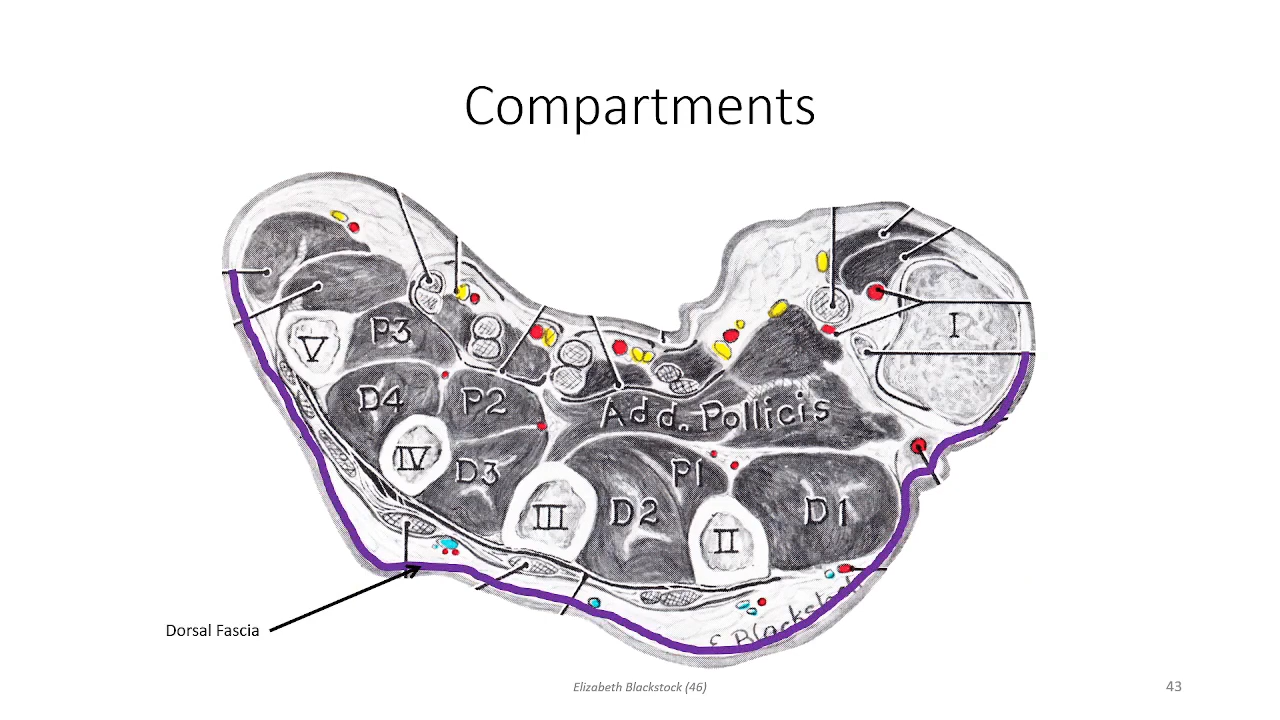 Compartments
I
V
P3
D4
P2
Add. Pollicis
IV
D3
P1
III
D2
II
D1
E Blackstock
Dorsal Fascia
Elizabeth Blackstock (46)
43